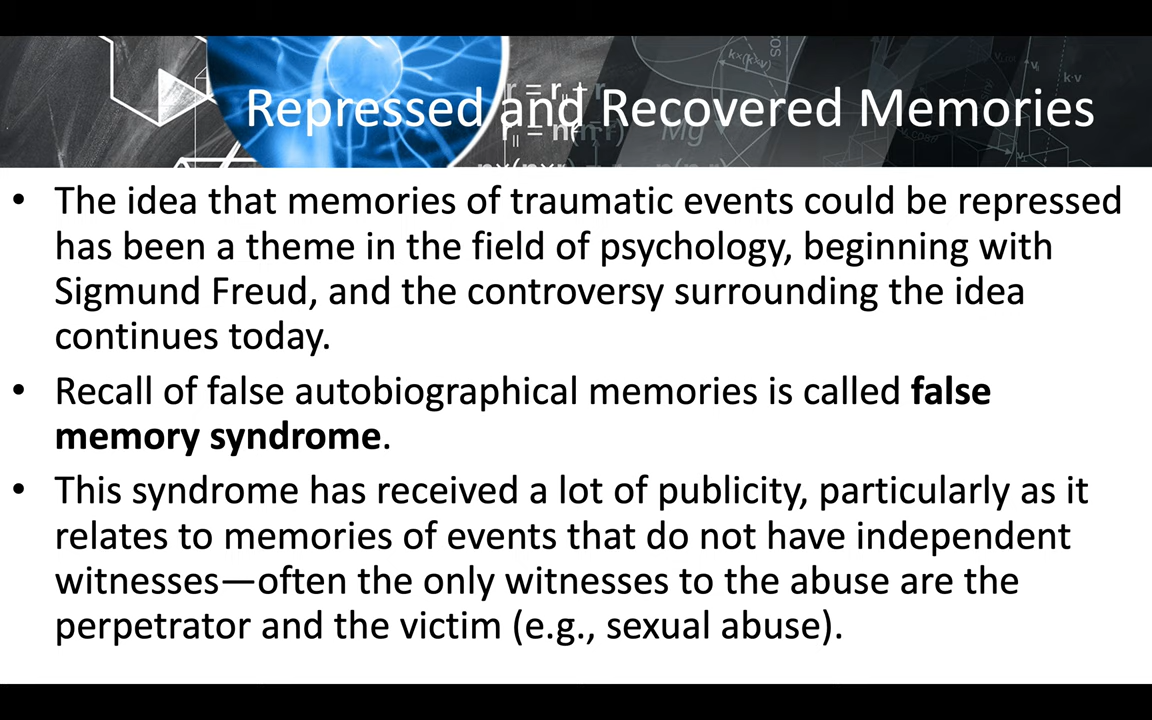 Repressed and Recovered Memories
• The idea that memories of traumatic events could be repressed
has been a theme in the field of psychology, beginning with
Sigmund Freud, and the controversy surrounding the idea
continues today.
• Recall of false autobiographical memories is called false
memory syndrome.
• This syndrome has received a lot of publicity, particularly as it
relates to memories of events that do not have independent
witnesses—often the only witnesses to the abuse are the
perpetrator and the victim (e.g., sexual abuse).